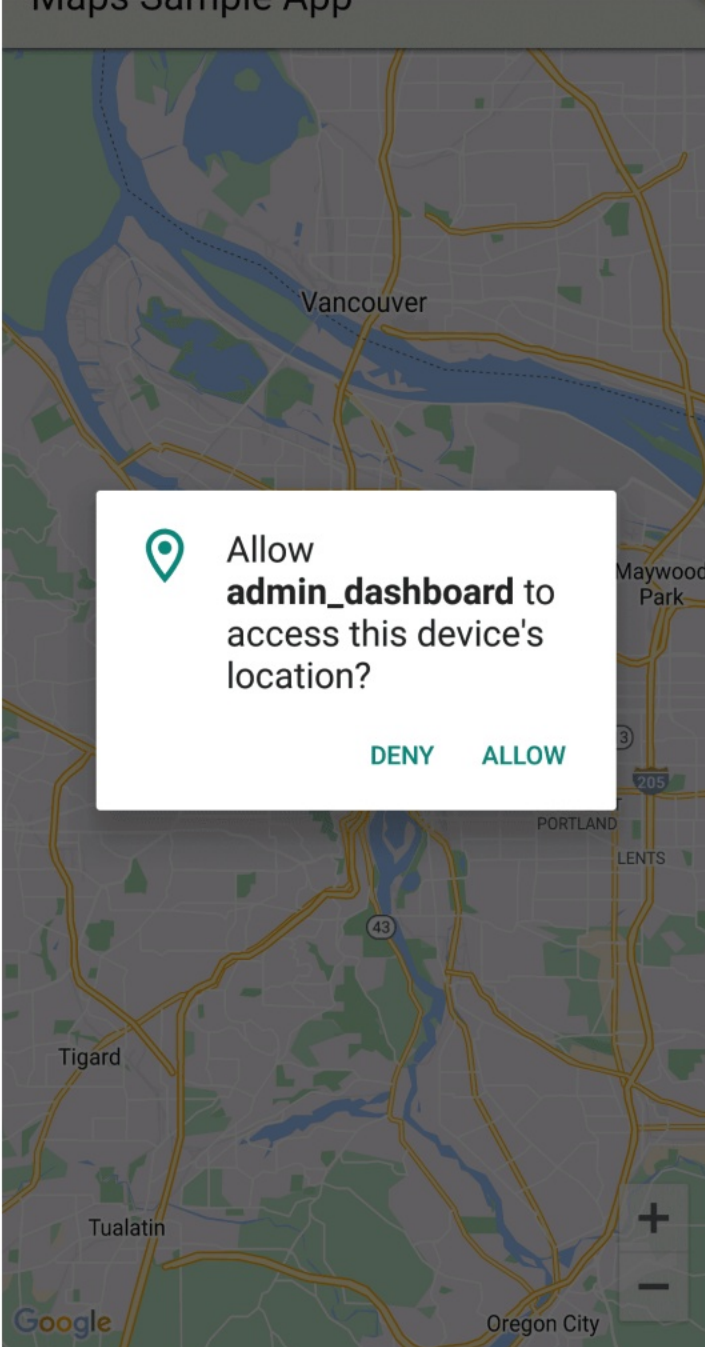 Maps Sample App
Vancouver
Allow
admin_dashboard to
access this device's
location?
DENY ALLOW
Maywood
Park
3
205
PORTLAND
LENTS
43
Tigard
Tualatin
Oregon City
Google
+
−